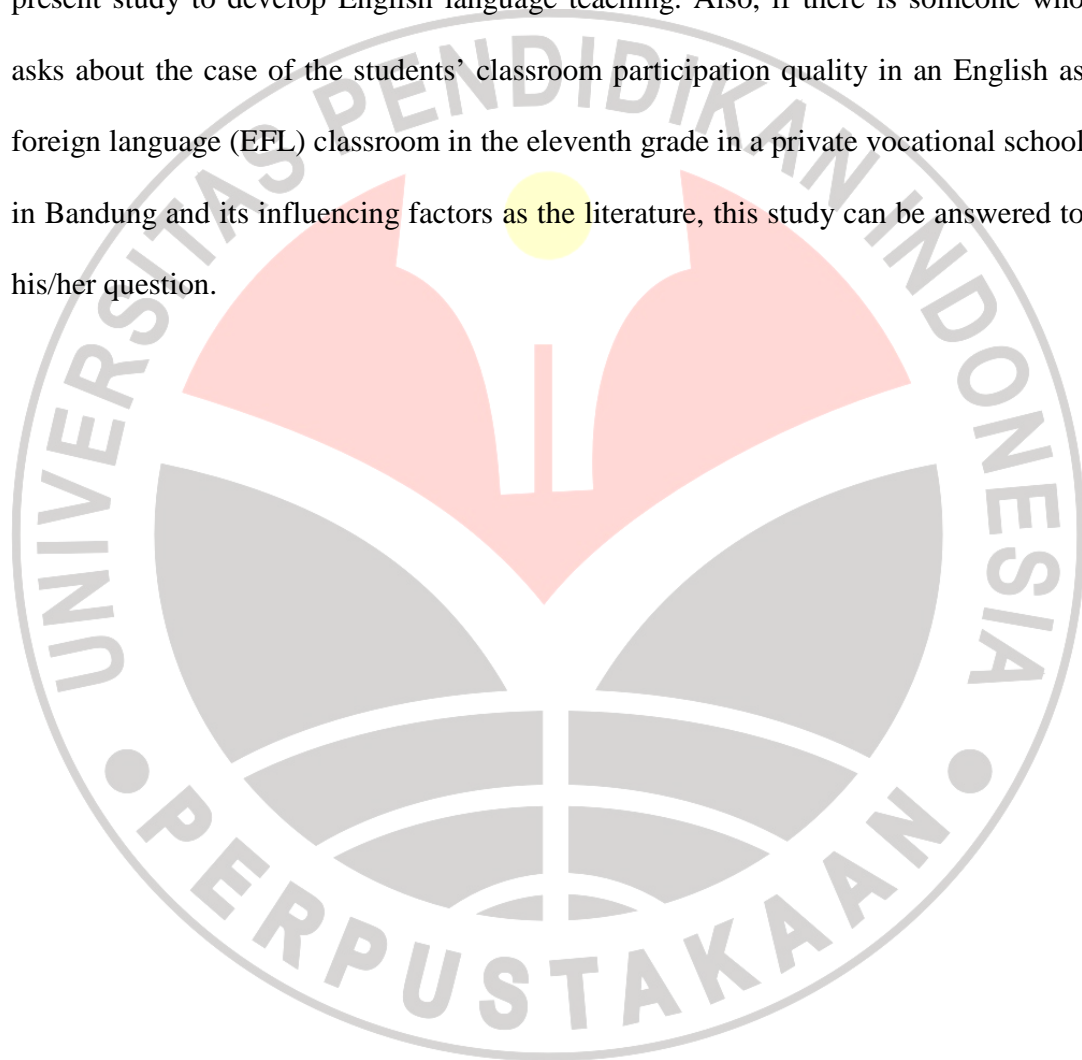 present study to develop English language teaching. Also, if there is someone who
asks about the case of the students’ classroom participation quality in an English as
foreign language (EFL) classroom in the eleventh grade in a private vocational school
in Bandung and its influencing factors as the literature, this study can be answered to
his/her question.
UNIVERSITAS PENDIDIKAN INDONESIA
PERPUSTAKAAN